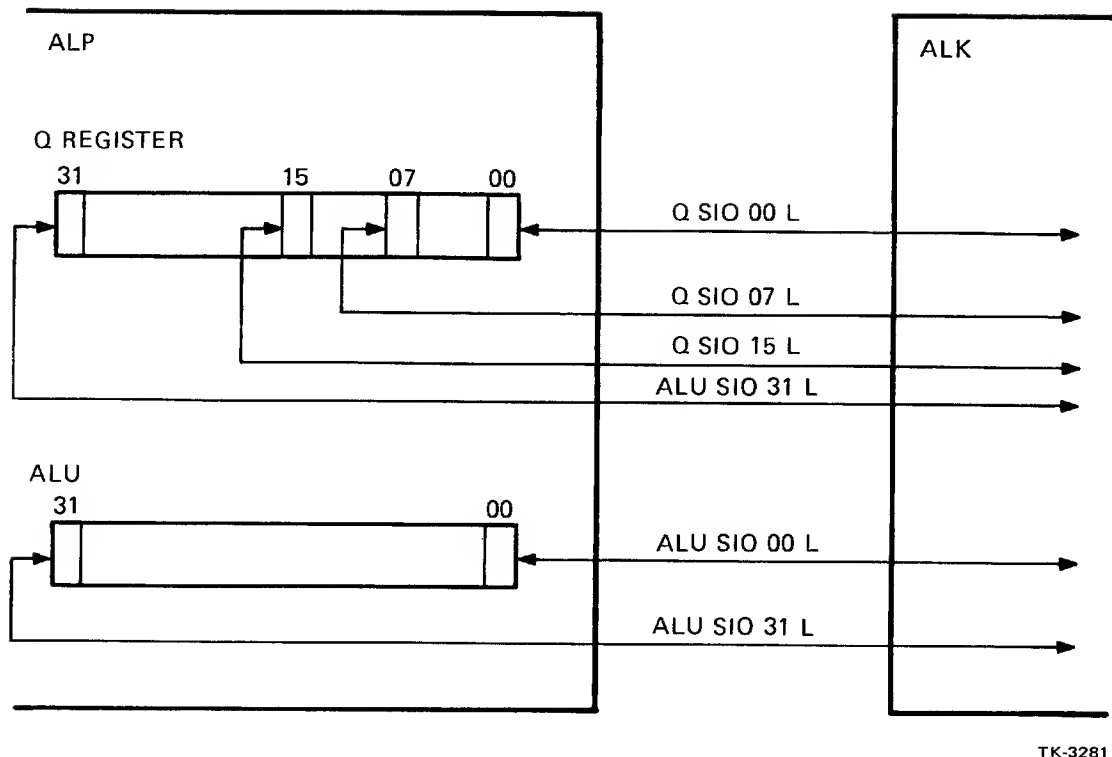 ALP
ALK
Q REGISTER
31 15 07 00
Q SIO 00 L
Q SIO 07 L
Q SIO 15 L
ALU SIO 31 L
ALU
31 00
ALU SIO 00 L
ALU SIO 31 L
TK-3281